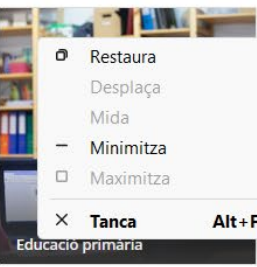 Restaura
Desplaça
Mida
Minimitza
Maximitza
Tanca Alt+F
Educació primària